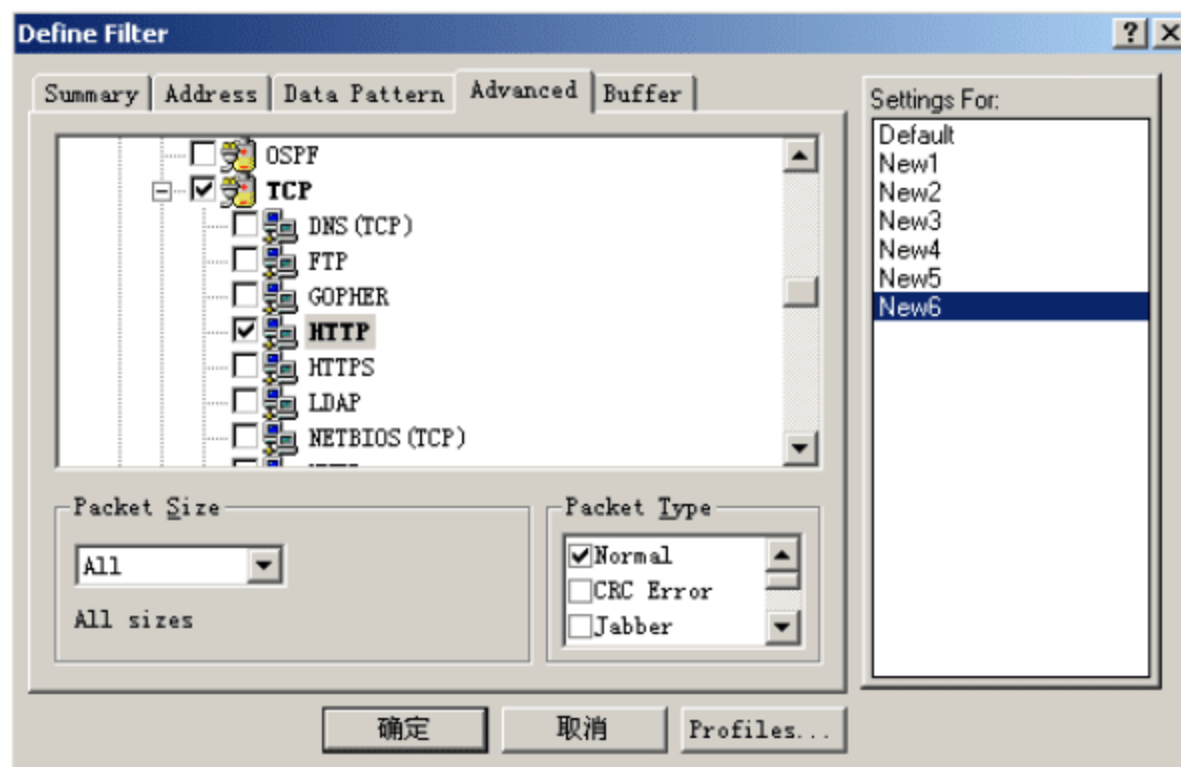 Define Filter
Summary Address Data Pattern Advanced Buffer
Settings For:
Default
New1
New2
New3
New4
New5
New6
OSPF
TCP
DNS (TCP)
FTP
GOPHER
HTTP
HTTPS
LDAP
NETBIOS (TCP)
Packet Size
All
All sizes
Packet Type
Normal
CRC Error
Jabber
确定 取消 Profiles...